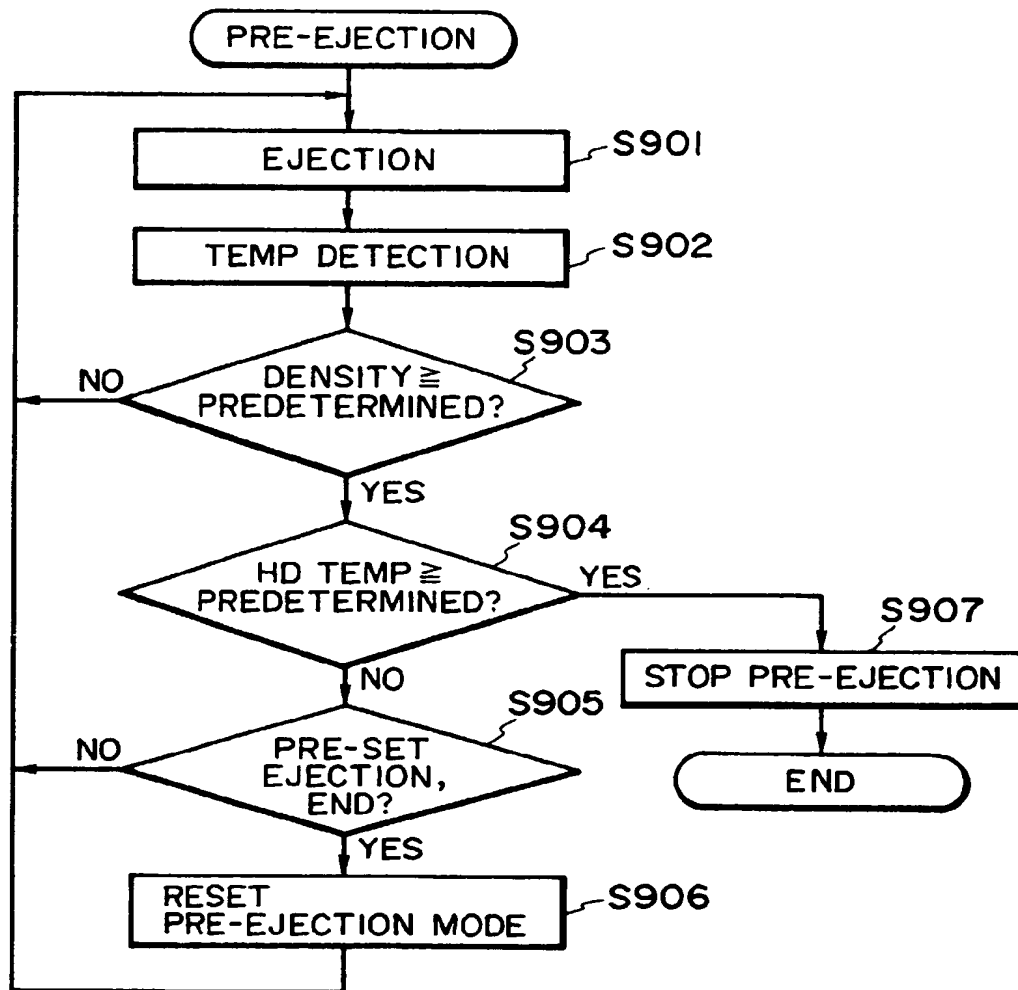 PRE-EJECTION
EJECTION
S901
TEMP DETECTION
S902
S903
DENSITY ≧
PREDETERMINED?
NO
YES
S904
HD TEMP ≧
PREDETERMINED?
YES
NO
S907
STOP PRE-EJECTION
END
S905
PRE-SET
EJECTION,
END?
NO
YES
RESET
PRE-EJECTION MODE
S906